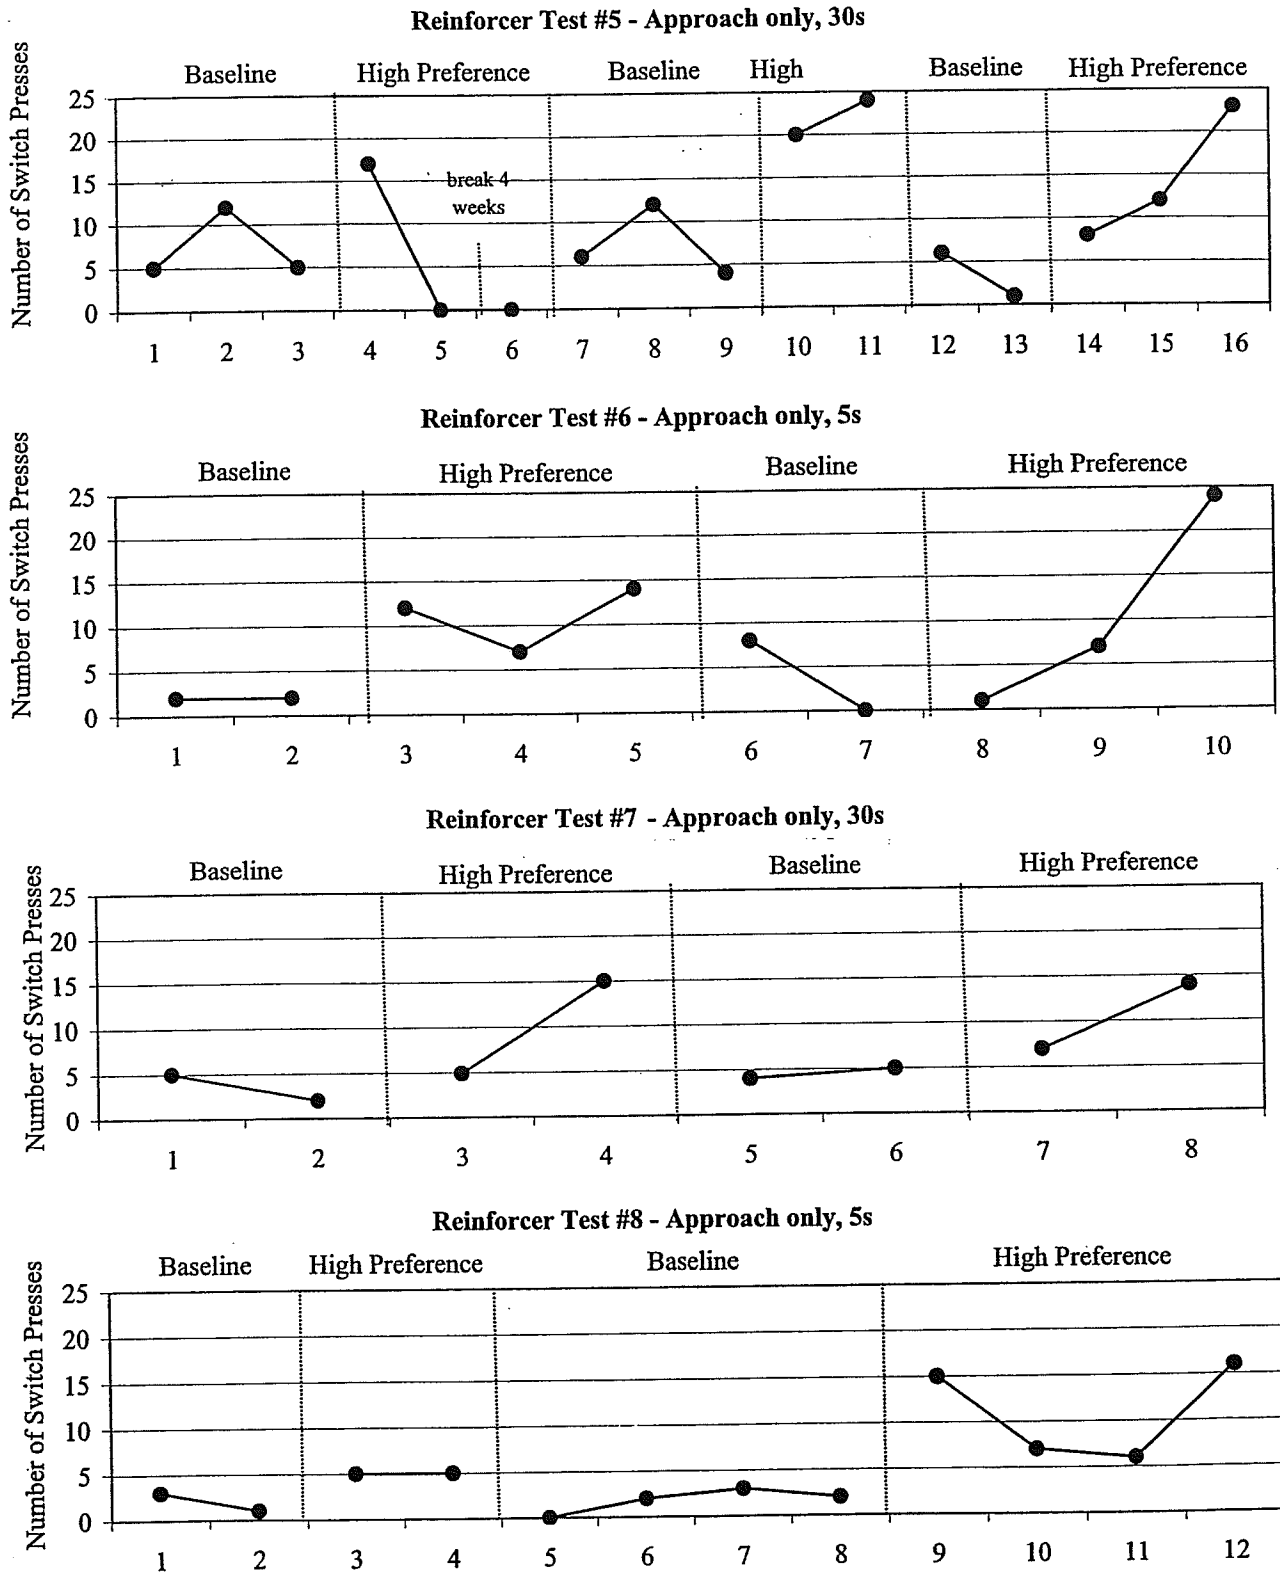 Reinforcer Test #5 - Approach only, 30s
Baseline High Preference Baseline High Baseline High Preference
Number of Switch Presses
25
20
15
10
5
0
break 4
weeks
1 2 3 4 5 6 7 8 9 10 11 12 13 14 15 16
Reinforcer Test #6 - Approach only, 5s
Baseline High Preference Baseline High Preference
Number of Switch Presses
25
20
15
10
5
0
1 2 3 4 5 6 7 8 9 10
Reinforcer Test #7 - Approach only, 30s
Baseline High Preference Baseline High Preference
Number of Switch Presses
25
20
15
10
5
0
1 2 3 4 5 6 7 8
Reinforcer Test #8 - Approach only, 5s
Baseline High Preference Baseline High Preference
Number of Switch Presses
25
20
15
10
5
0
1 2 3 4 5 6 7 8 9 10 11 12